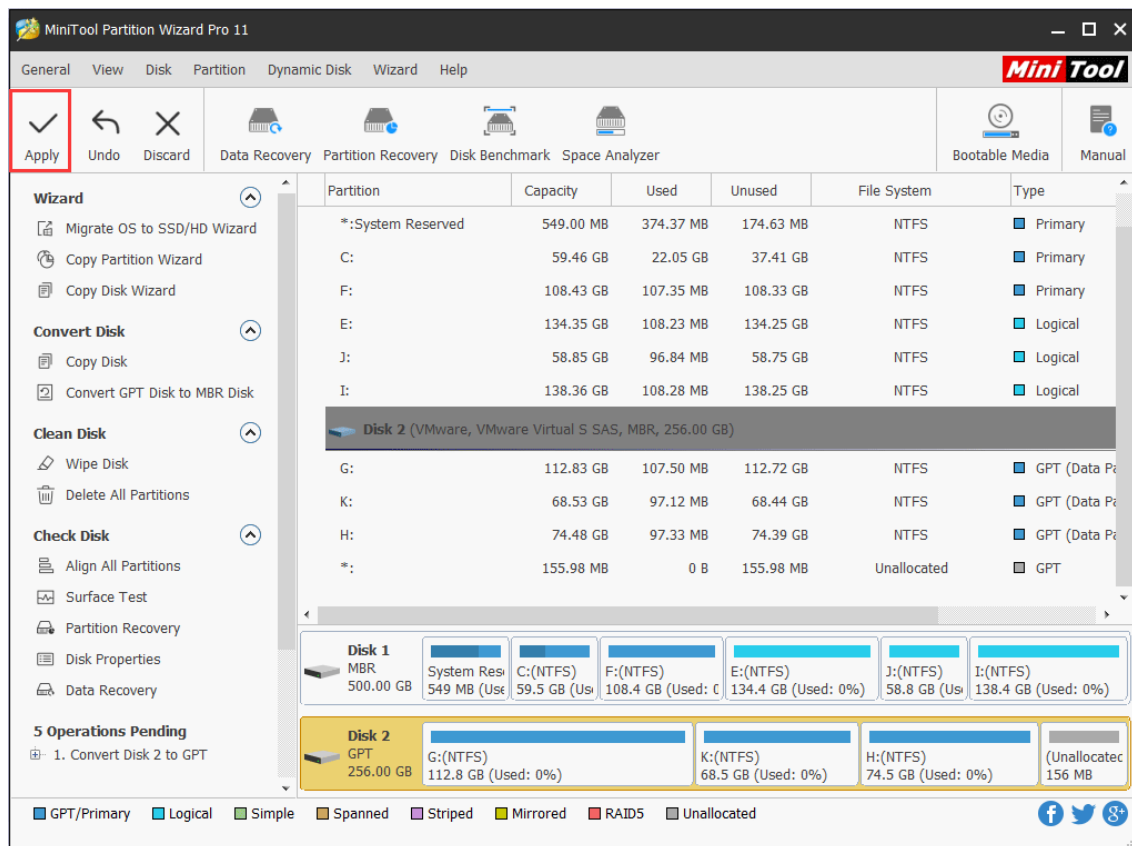 MiniTool Partition Wizard Pro 11
General View Disk Partition Dynamic Disk Wizard Help
Mini Tool
Apply Undo Discard Data Recovery Partition Recovery Disk Benchmark Space Analyzer Bootable Media Manual
Wizard
Migrate OS to SSD/HD Wizard
Copy Partition Wizard
Copy Disk Wizard
Convert Disk
Copy Disk
Convert GPT Disk to MBR Disk
Clean Disk
Wipe Disk
Delete All Partitions
Check Disk
Align All Partitions
Surface Test
Partition Recovery
Disk Properties
Data Recovery
5 Operations Pending
1. Convert Disk 2 to GPT
Partition Capacity Used Unused File System Type
*:System Reserved 549.00 MB 374.37 MB 174.63 MB NTFS Primary
C: 59.46 GB 22.05 GB 37.41 GB NTFS Primary
F: 108.43 GB 107.35 MB 108.33 GB NTFS Primary
E: 134.35 GB 108.23 MB 134.25 GB NTFS Logical
J: 58.85 GB 96.84 MB 58.75 GB NTFS Logical
I: 138.36 GB 108.28 MB 138.25 GB NTFS Logical
Disk 2 (VMware, VMware Virtual S SAS, MBR, 256.00 GB)
G: 112.83 GB 107.50 MB 112.72 GB NTFS GPT (Data Pa
K: 68.53 GB 97.12 MB 68.44 GB NTFS GPT (Data Pa
H: 74.48 GB 97.33 MB 74.39 GB NTFS GPT (Data Pa
*: 155.98 MB 0 B 155.98 MB Unallocated GPT
Disk 1
MBR
500.00 GB
System Rese
549 MB (Use
C:(NTFS)
59.5 GB (Use
F:(NTFS)
108.4 GB (Used: 0
E:(NTFS)
134.4 GB (Used: 0%)
J:(NTFS)
58.8 GB (Use
I:(NTFS)
138.4 GB (Used: 0%)
Disk 2
GPT
256.00 GB
G:(NTFS)
112.8 GB (Used: 0%)
K:(NTFS)
68.5 GB (Used: 0%)
H:(NTFS)
74.5 GB (Used: 0%)
(Unallocatec
156 MB
GPT/Primary Logical Simple Spanned Striped Mirrored RAID5 Unallocated